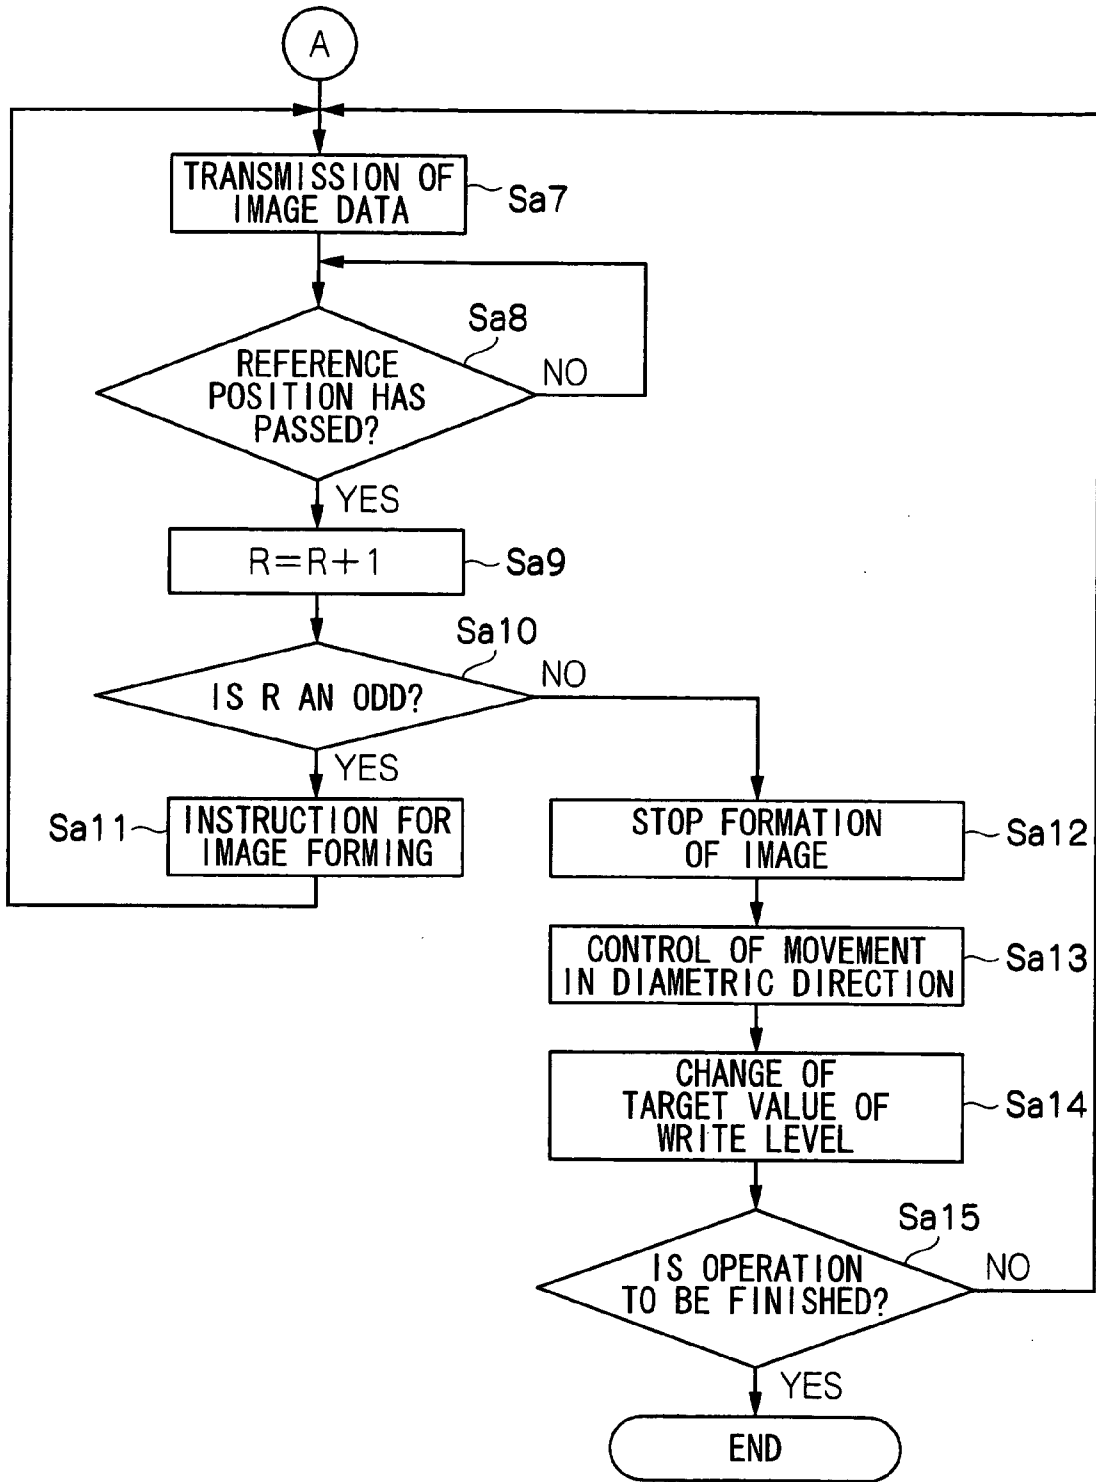 A
TRANSMISSION OF
IMAGE DATA
Sa7
Sa8
REFERENCE
POSITION HAS
PASSED?
NO
YES
R=R+1
Sa9
Sa10
IS R AN ODD?
NO
YES
Sa11
INSTRUCTION FOR
IMAGE FORMING
STOP FORMATION
OF IMAGE
Sa12
CONTROL OF MOVEMENT
IN DIAMETRIC DIRECTION
Sa13
CHANGE OF
TARGET VALUE OF
WRITE LEVEL
Sa14
Sa15
IS OPERATION
TO BE FINISHED?
NO
YES
END